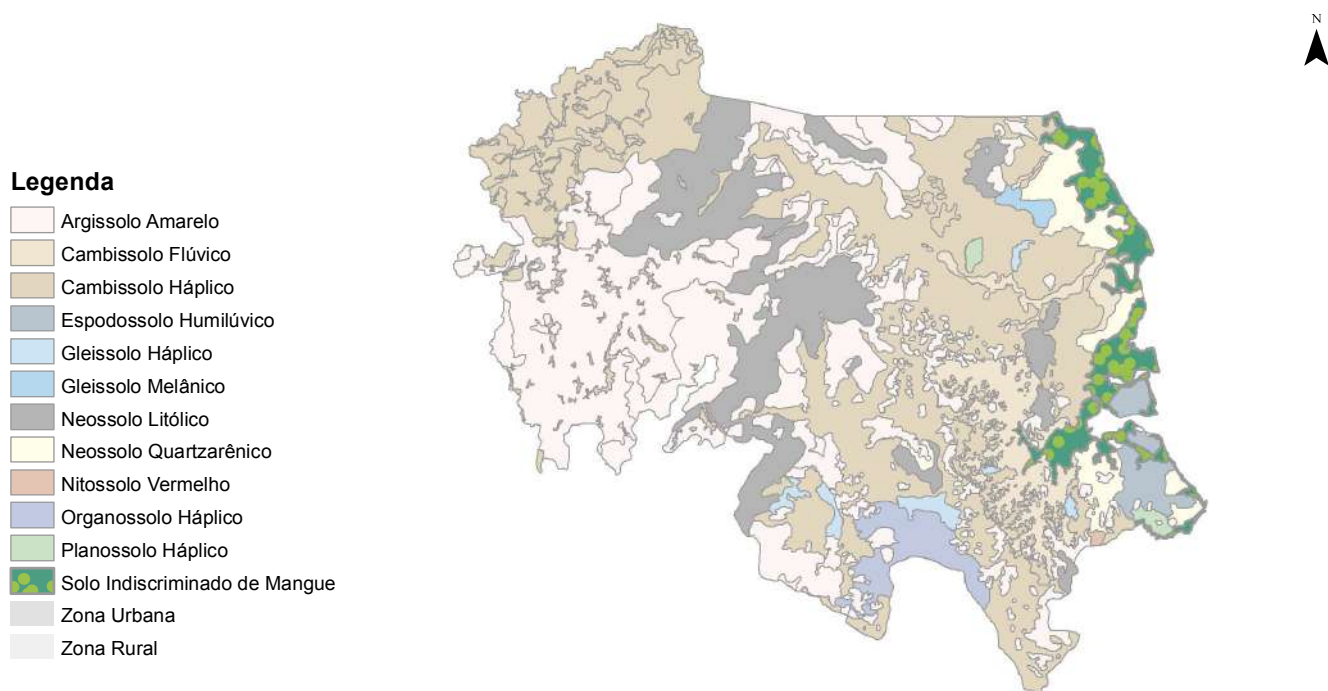 N
Legenda
Argissolo Amarelo
Cambissolo Flúvico
Cambissolo Háplico
Espodossolo Humilúvico
Gleissolo Háplico
Gleissolo Melânico
Neossolo Litólico
Neossolo Quartzarênico
Nitossolo Vermelho
Organossolo Háplico
Planossolo Háplico
Solo Indiscriminado de Mangue
Zona Urbana
Zona Rural